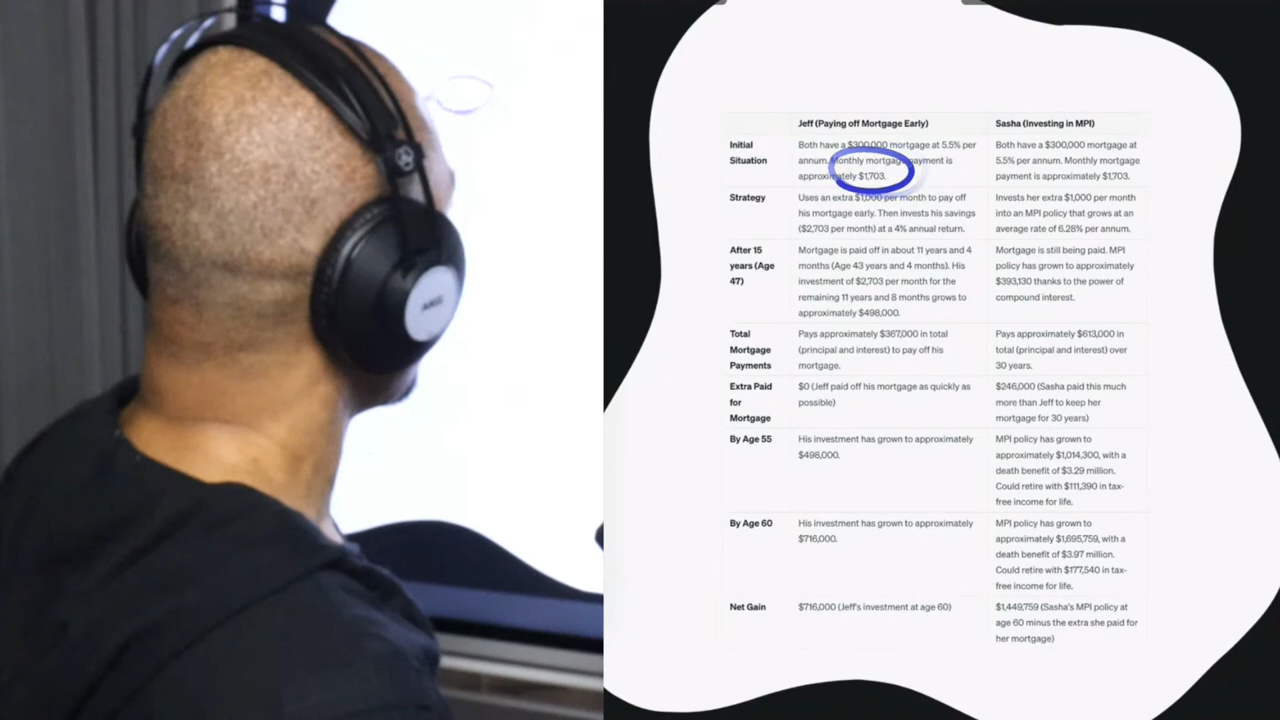 AKG
Jeff (Paying off Mortgage Early)
Sasha (Investing in MPI)
Initial
Situation
Both have a $300,000 mortgage at 5.5% per
annum. Monthly mortgage payment is
approximately $1,703.
Both have a $300,000 mortgage at
5.5% per annum. Monthly mortgage
payment is approximately $1,703.
Strategy
Uses an extra $1,000 per month to pay off
his mortgage early. Then invests his savings
($2,703 per month) at a 4% annual return.
Invests her extra $1,000 per month
into an MPI policy that grows at an
average rate of 6.28% per annum.
After 15
years (Age
47)
Mortgage is paid off in about 11 years and 4
months (Age 43 years and 4 months). His
investment of $2,703 per month for the
remaining 11 years and 8 months grows to
approximately $498,000.
Mortgage is still being paid. MPI
policy has grown to approximately
$393,130 thanks to the power of
compound interest.
Total
Mortgage
Payments
Pays approximately $367,000 in total
(principal and interest) to pay off his
mortgage.
Pays approximately $613,000 in
total (principal and interest) over
30 years.
Extra Paid
for
Mortgage
$0 (Jeff paid off his mortgage as quickly as
possible)
$246,000 (Sasha paid this much
more than Jeff to keep her
mortgage for 30 years)
By Age 55
His investment has grown to approximately
$498,000.
MPI policy has grown to
approximately $1,014,300, with a
death benefit of $3.29 million.
Could retire with $111,390 in tax-
free income for life.
By Age 60
His investment has grown to approximately
$716,000.
MPI policy has grown to
approximately $1,695,759, with a
death benefit of $3.97 million.
Could retire with $177,540 in tax-
free income for life.
Net Gain
$716,000 (Jeff's investment at age 60)
$1,449,759 (Sasha's MPI policy at
age 60 minus the extra she paid for
her mortgage)